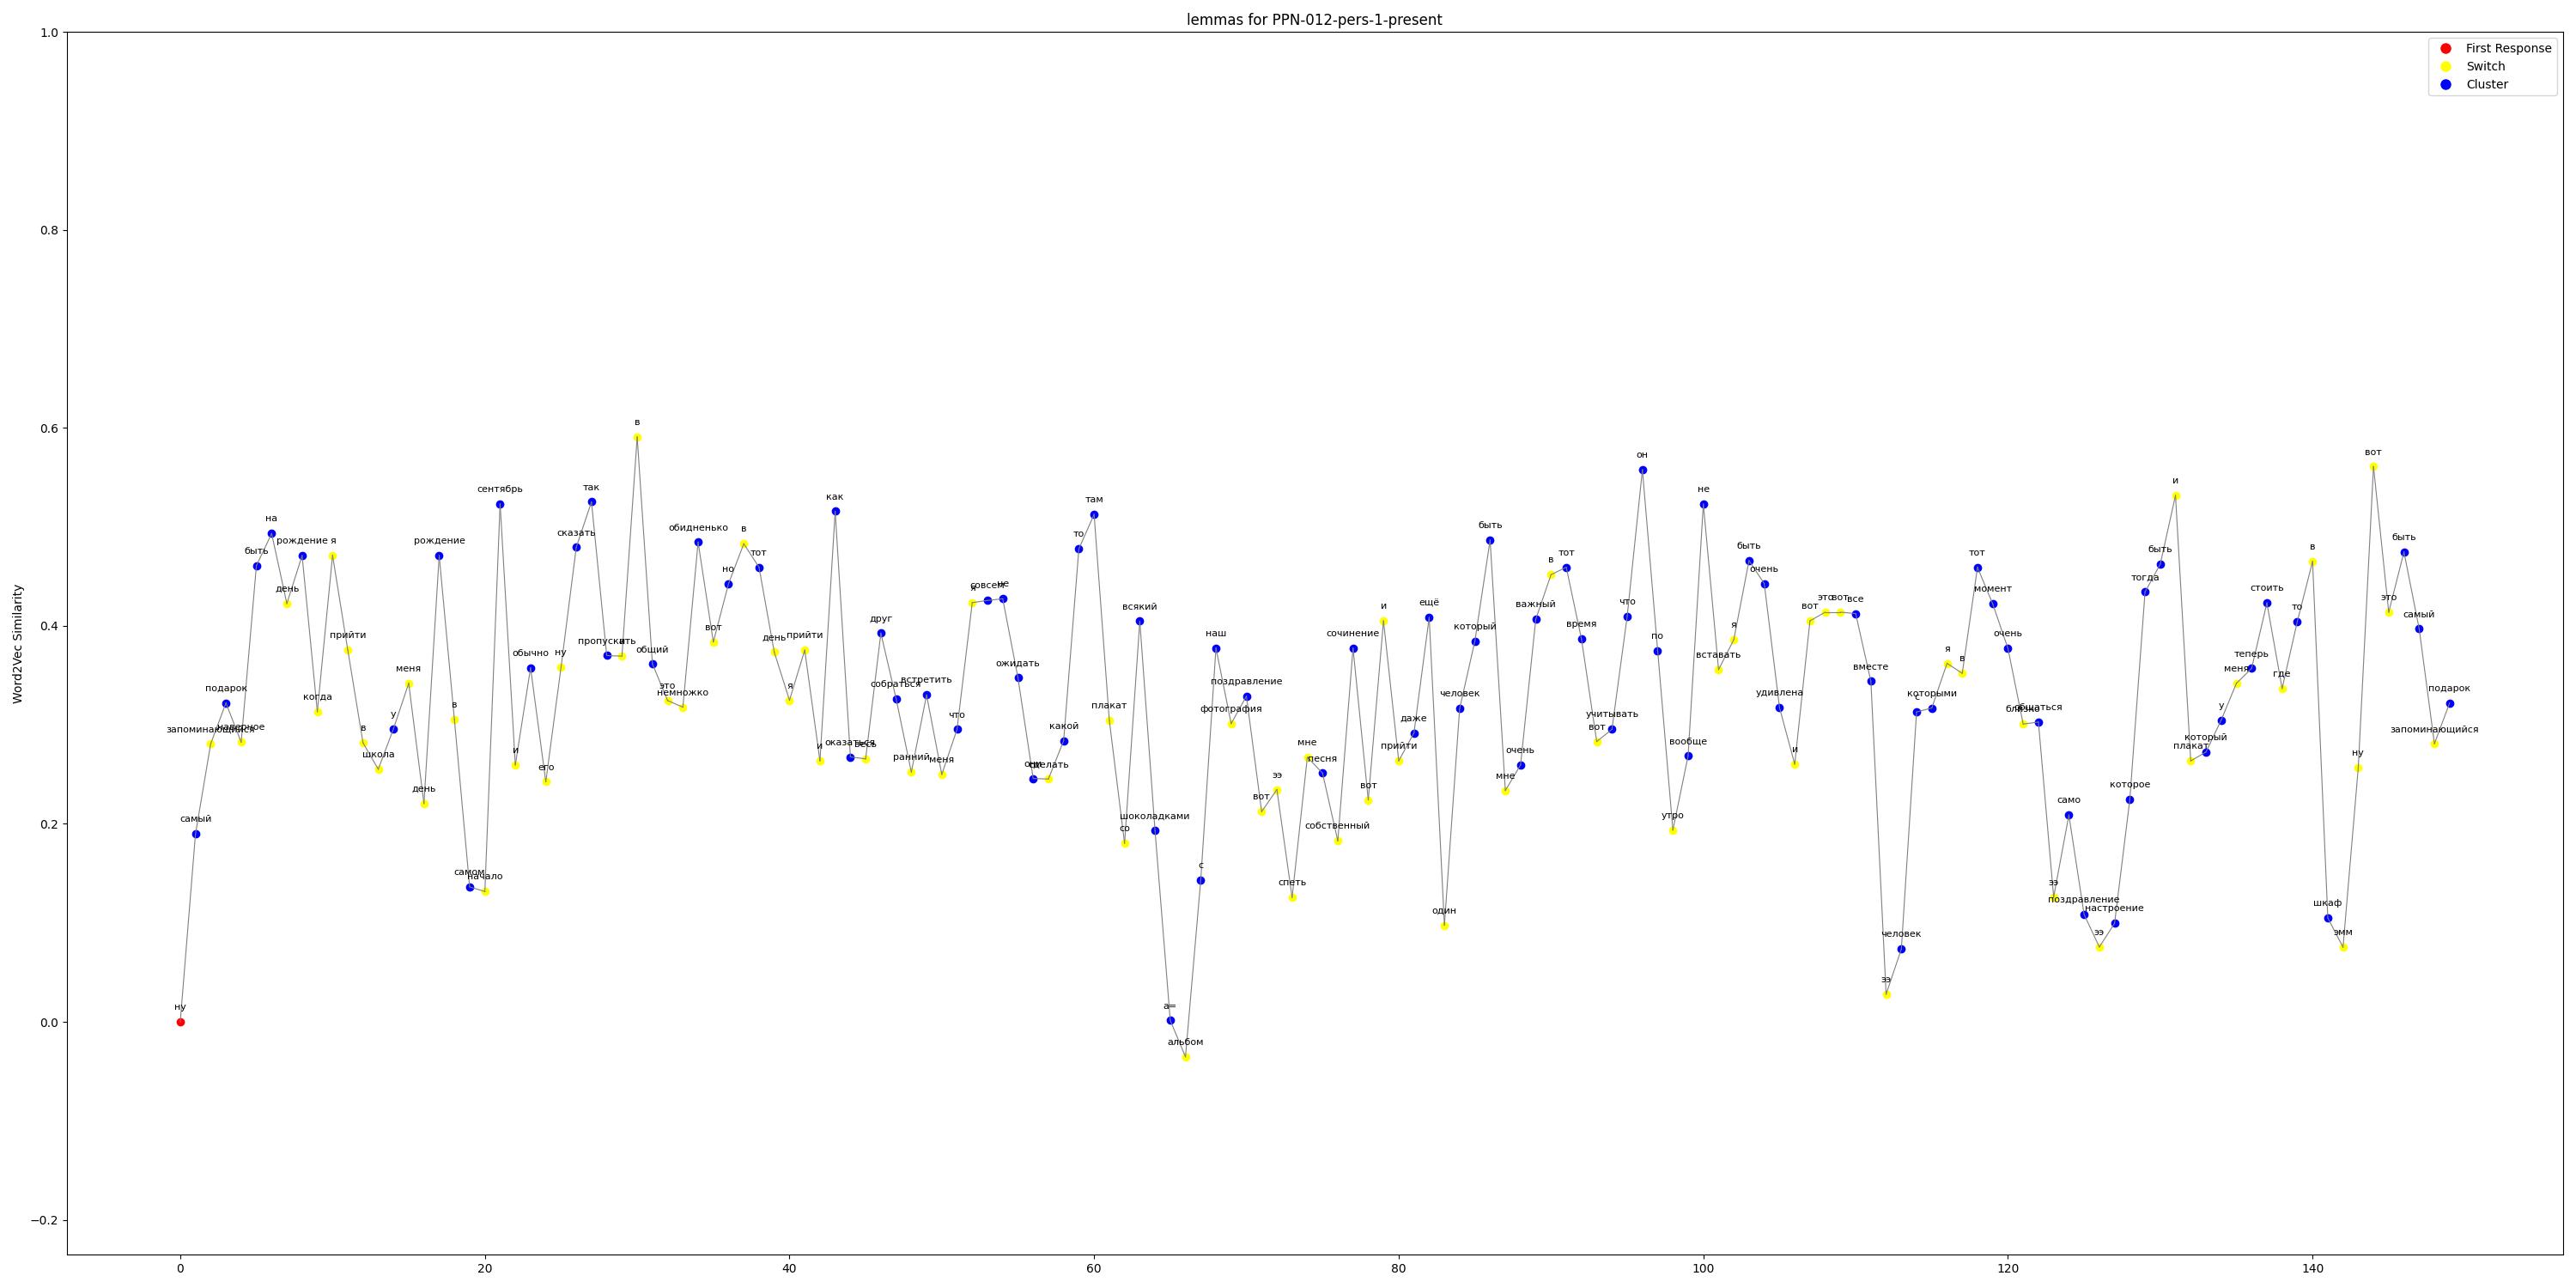 lemmas for PPN-012-pers-1-present
First Response
Switch
Cluster
Word2Vec Similarity
1.0
0.8
0.6
0.4
0.2
0.0
−0.2
ну
самый
запоминающийся
подарок
наверное
быть
на
день
рождение
когда
я
прийти
в
школа
у
меня
день
рождение
в
самом
начало
сентябрь
и
обычно
его
ну
сказать
так
пропускать
и
в
общий
это
немножко
обидненько
вот
но
в
тот
день
я
прийти
и
как
оказаться
весь
друг
собраться
ранний
встретить
меня
что
я
совсем
не
ожидать
они
сделать
какой
то
там
плакат
со
всякий
шоколадками
а=
альбом
с
наш
фотография
поздравление
вот
ээ
спеть
мне
песня
собственный
сочинение
вот
и
прийти
даже
ещё
один
человек
который
быть
мне
очень
важный
в
тот
время
вот
учитывать
что
он
по
утро
вообще
не
вставать
я
быть
очень
удивлена
и
вот
это
вот
все
вместе
ээ
человек
с
которыми
я
в
тот
момент
очень
близко
общаться
ээ
само
поздравление
ээ
настроение
которое
тогда
быть
и
плакат
который
у
меня
теперь
стоить
где
то
в
шкаф
эмм
ну
вот
это
быть
самый
запоминающийся
подарок
0
20
40
60
80
100
120
140